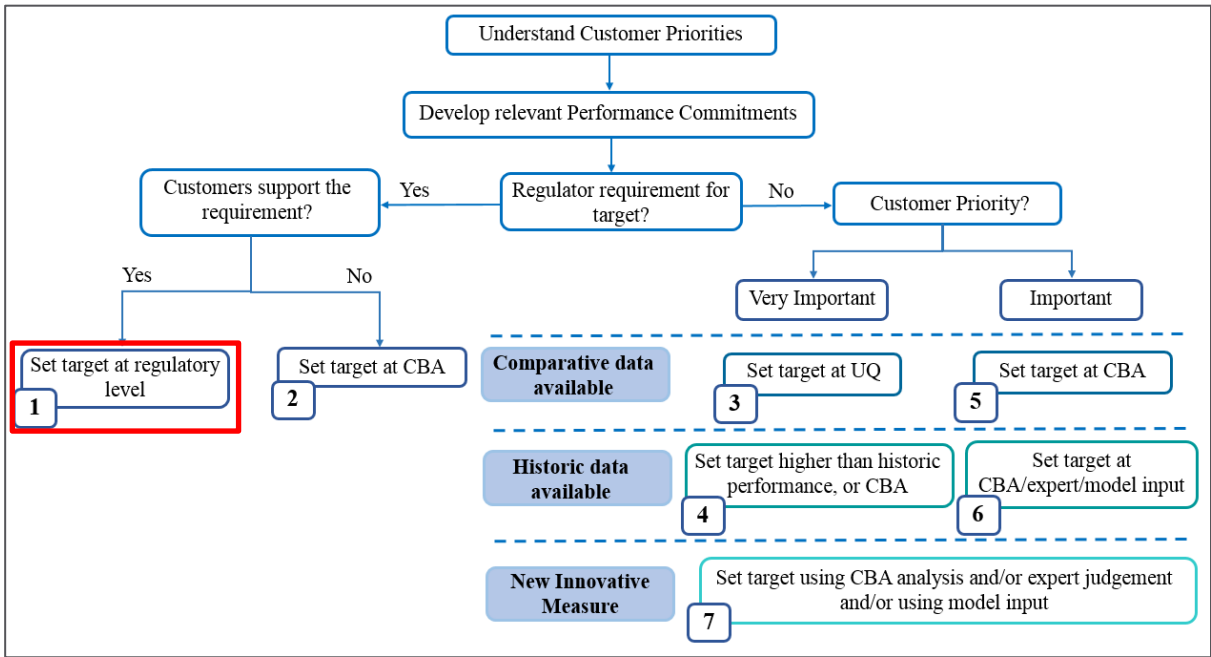 Understand Customer Priorities
Develop relevant Performance Commitments
Customers support the
requirement?
Yes
Regulator requirement for
target?
No
Customer Priority?
Yes
No
Very Important
Important
Set target at regulatory
level
1
Set target at CBA
2
Comparative data
available
Set target at UQ
3
Set target at CBA
5
Historic data
available
Set target higher than historic
performance, or CBA
4
Set target at
CBA/expert/model input
6
New Innovative
Measure
Set target using CBA analysis and/or expert judgement
and/or using model input
7